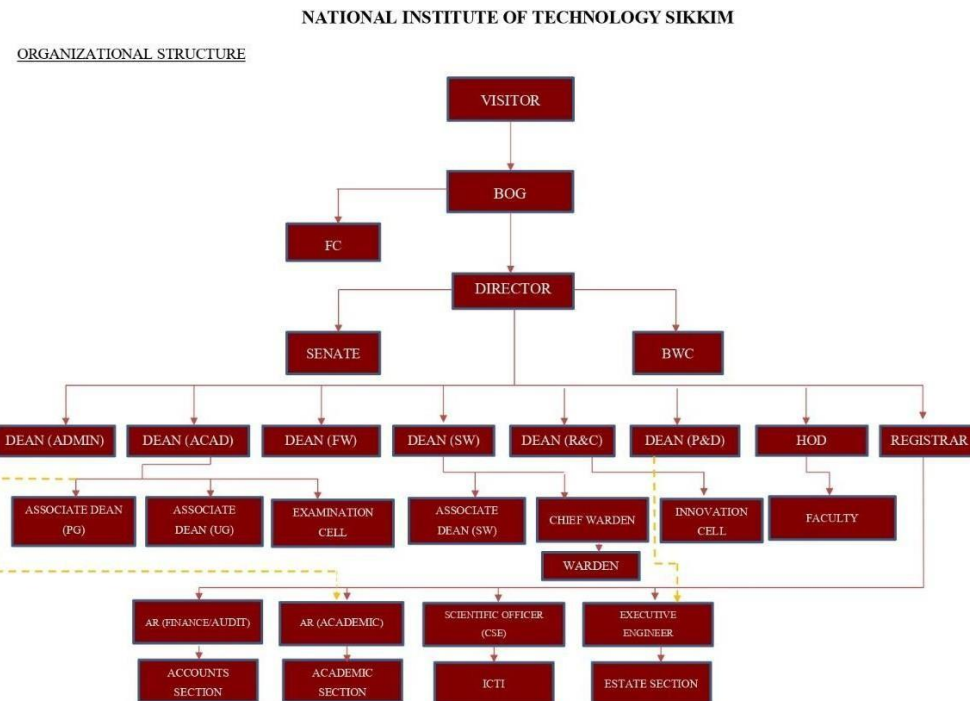 NATIONAL INSTITUTE OF TECHNOLOGY SIKKIM
ORGANIZATIONAL STRUCTURE
VISITOR
BOG
FC
DIRECTOR
SENATE
BWC
DEAN (ADMIN)
DEAN (ACAD)
DEAN (FW)
DEAN (SW)
DEAN (R&C)
DEAN (P&D)
HOD
REGISTRAR
ASSOCIATE DEAN
(PG)
ASSOCIATE
DEAN (UG)
EXAMINATION
CELL
ASSOCIATE
DEAN (SW)
CHIEF WARDEN
INNOVATION
CELL
FACULTY
WARDEN
AR (FINANCE/AUDIT)
AR (ACADEMIC)
SCIENTIFIC OFFICER
(CSE)
EXECUTIVE
ENGINEER
ACCOUNTS
SECTION
ACADEMIC
SECTION
ICTI
ESTATE SECTION